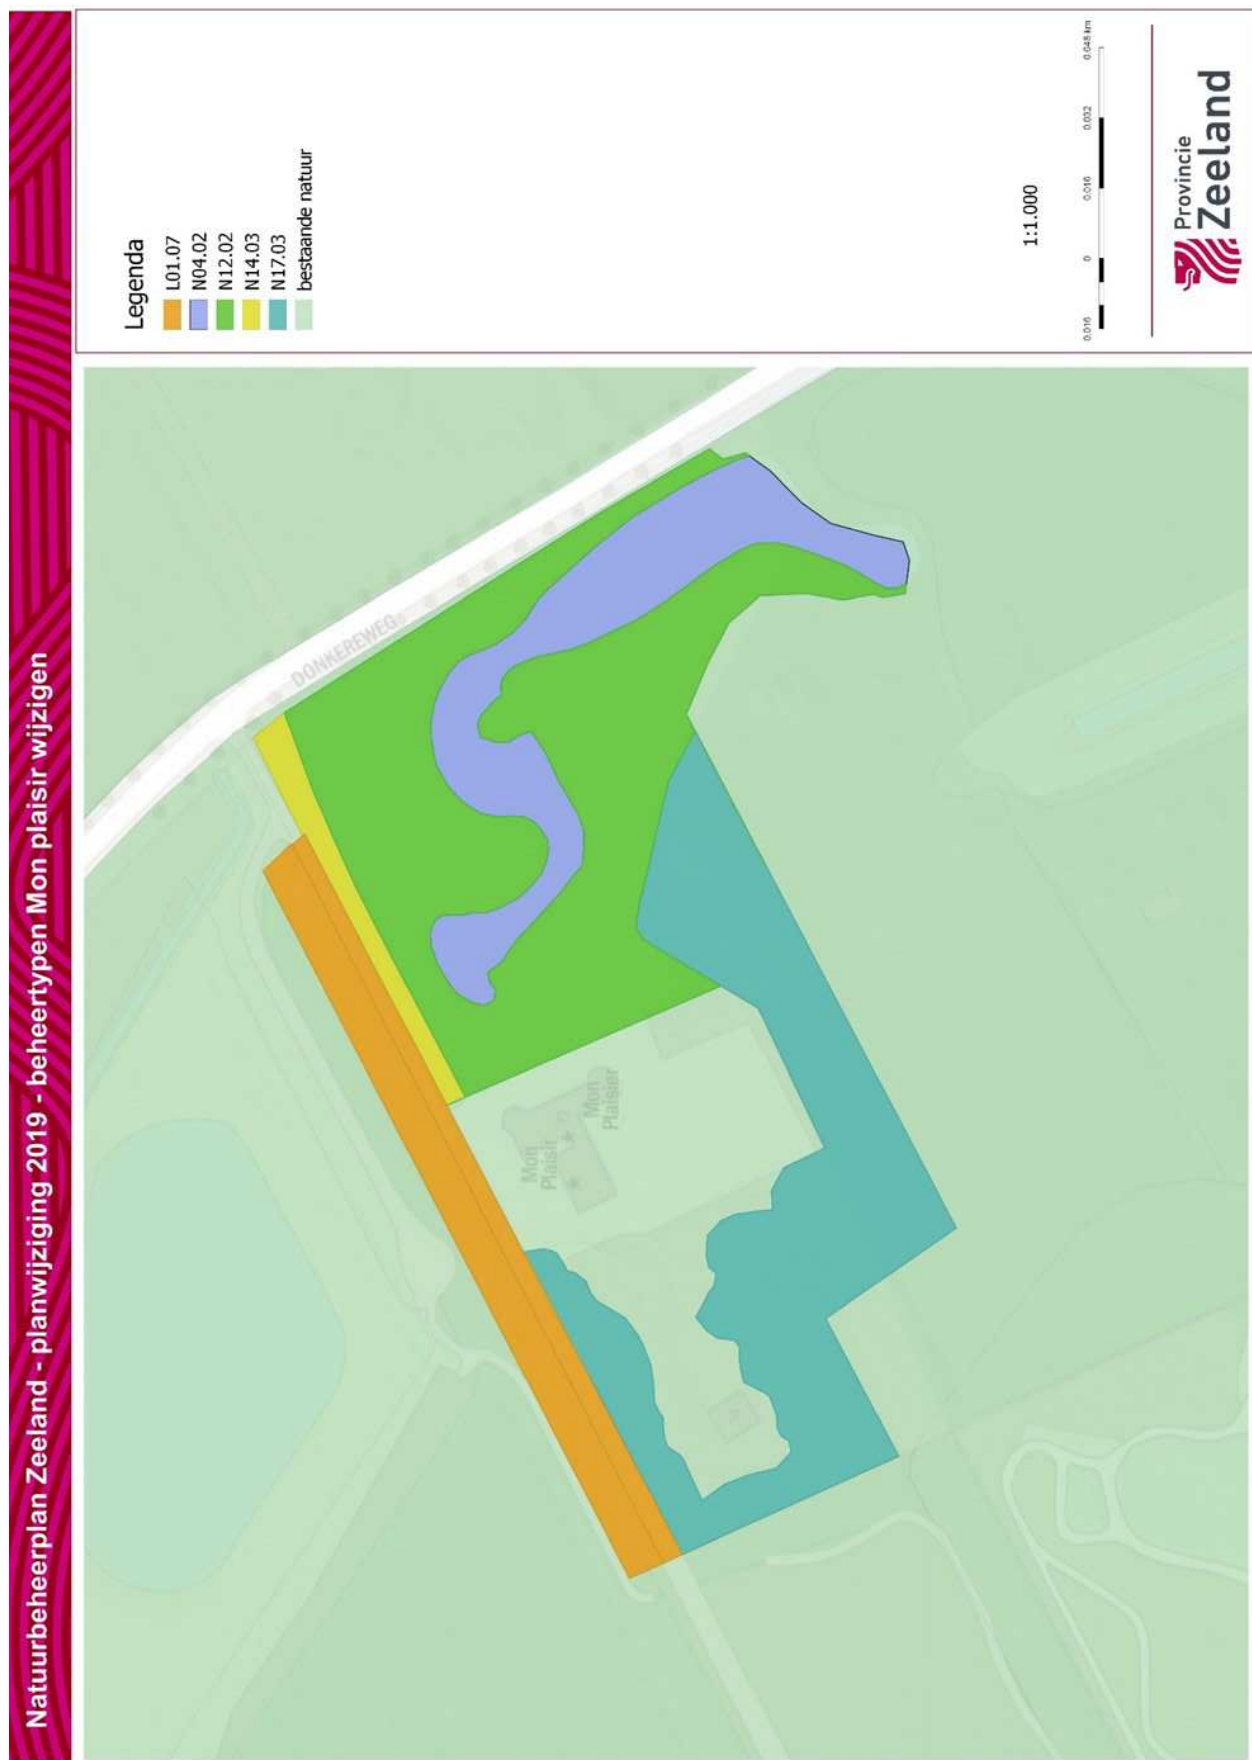 Natuurbeheerplan Zeeland - planwijziging 2019 - beheertypen Mon plaisir wijzigen
DONKEREWEG
Mon
Plaisir
Mon
Plaisier
Legenda
L01.07
N04.02
N12.02
N14.03
N17.03
bestaande natuur
1:1.000
0.016 0 0.016 0.032 0.048 km
Provincie
Zeeland